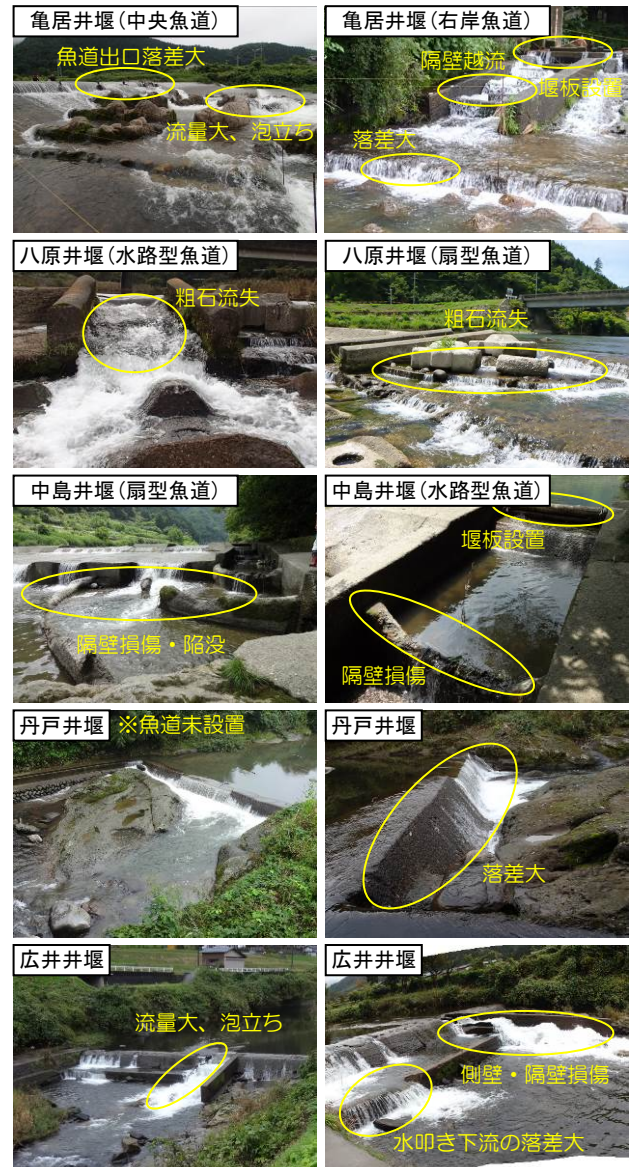 亀居井堰（中央魚道）
魚道出口落差大
流量大、泡立ち
亀居井堰（右岸魚道）
隔壁越流
堰板設置
落差大
八原井堰（水路型魚道）
粗石流失
八原井堰（扇型魚道）
粗石流失
中島井堰（扇型魚道）
隔壁損傷・陥没
中島井堰（水路型魚道）
堰板設置
隔壁損傷
丹戸井堰 ※魚道未設置
丹戸井堰
落差大
広井井堰
流量大、泡立ち
広井井堰
側壁・隔壁損傷
水叩き下流の落差大